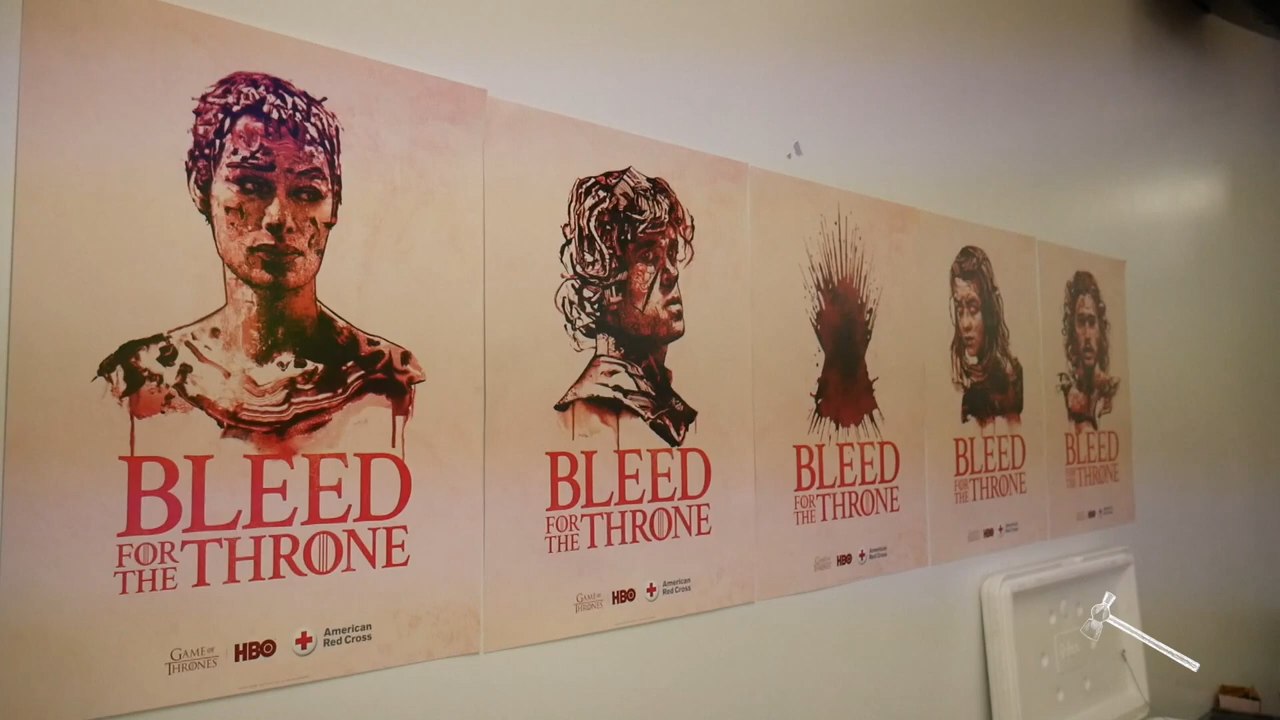 BLEED
FOR THE THRONE
GAME OF THRONES
HBO
American
Red Cross
BLEED
FOR THE THRONE
GAME OF THRONES
HBO
American
Red Cross
BLEED
FOR THE THRONE
HBO
American
Red Cross
BLEED
FOR THE THRONE
HBO
BLEED
FOR THE THRONE
HBO